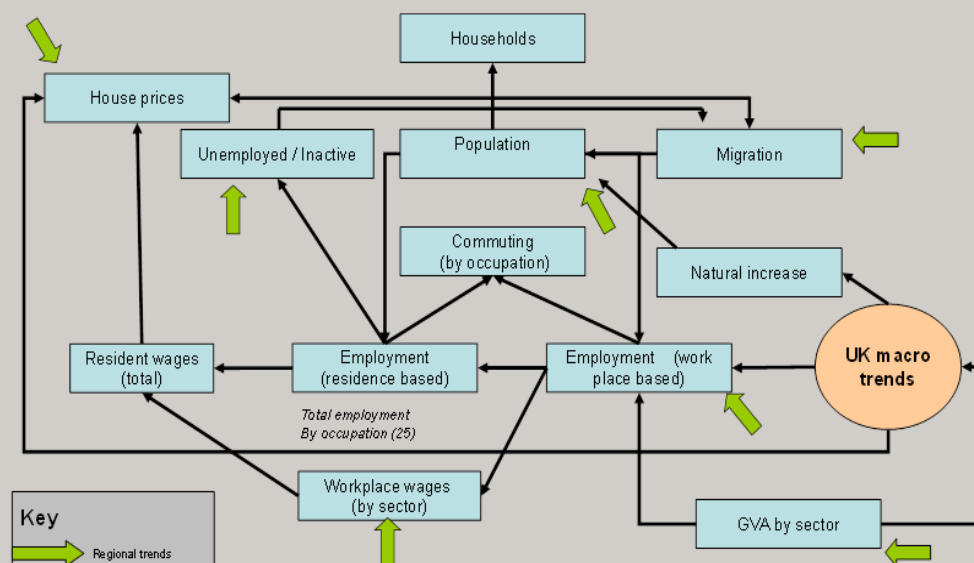 Households
House prices
Unemployed / Inactive
Population
Migration
Commuting
(by occupation)
Natural increase
UK macro
trends
Resident wages
(total)
Employment
(residence based)
Employment (work
place based)
Total employment
By occupation (25)
Workplace wages
(by sector)
GVA by sector
Key
Regional trends